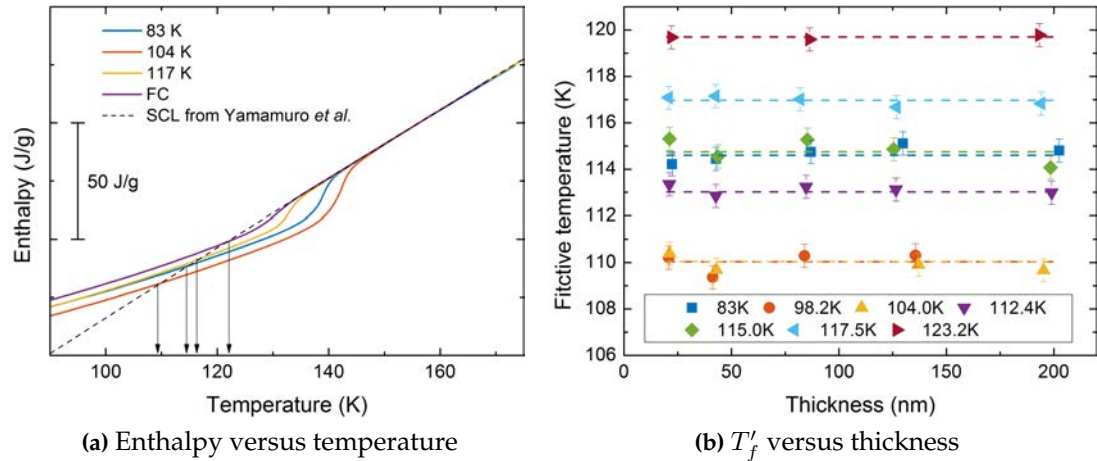 83 K
104 K
117 K
FC
SCL from Yamamuro et al.
50 J/g
Enthalpy (J/g)
100 120 140 160
Temperature (K)
(a) Enthalpy versus temperature
120
118
116
114
112
110
108
106
Fitctive temperature (K)
83K 98.2K 104.0K 112.4K
115.0K 117.5K 123.2K
0 50 100 150 200
Thickness (nm)
(b) T′f versus thickness